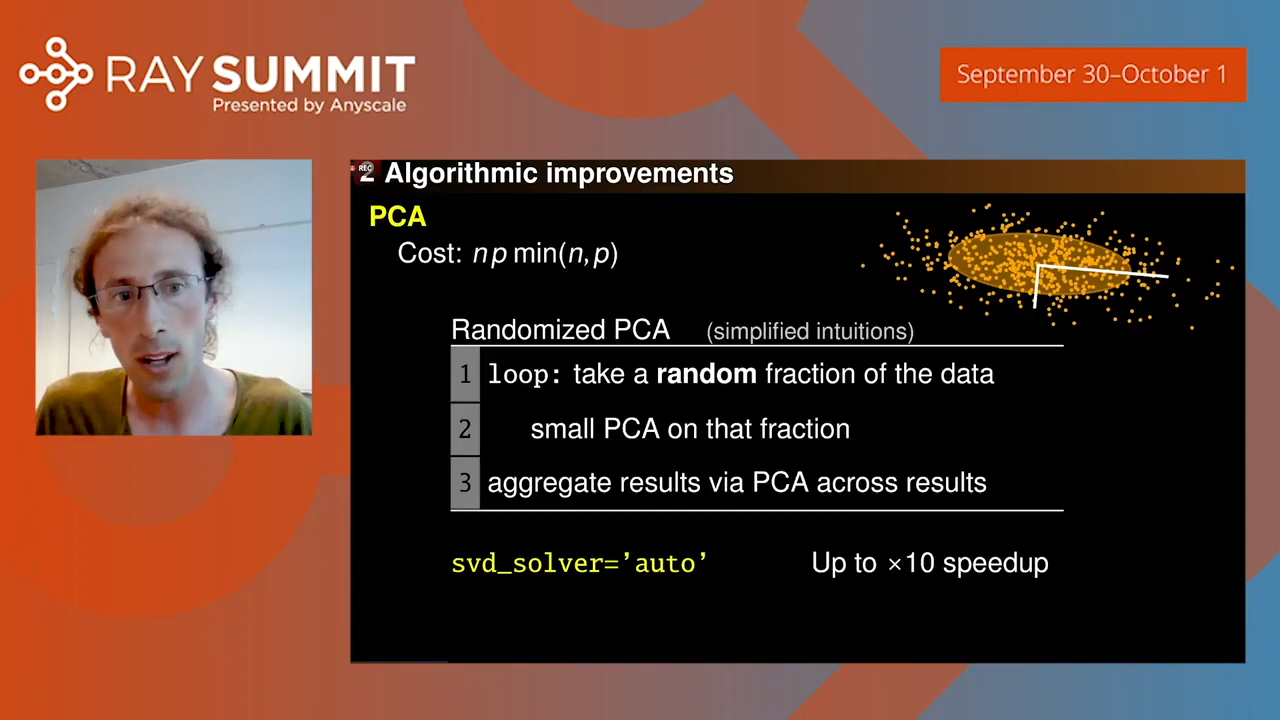 RAY SUMMIT
Presented by Anyscale
September 30–October 1
REC
2 Algorithmic improvements
PCA
Cost: n p min(n, p)
Randomized PCA (simplified intuitions)
1 loop: take a random fraction of the data
2 small PCA on that fraction
3 aggregate results via PCA across results
svd_solver=’auto’ Up to ×10 speedup